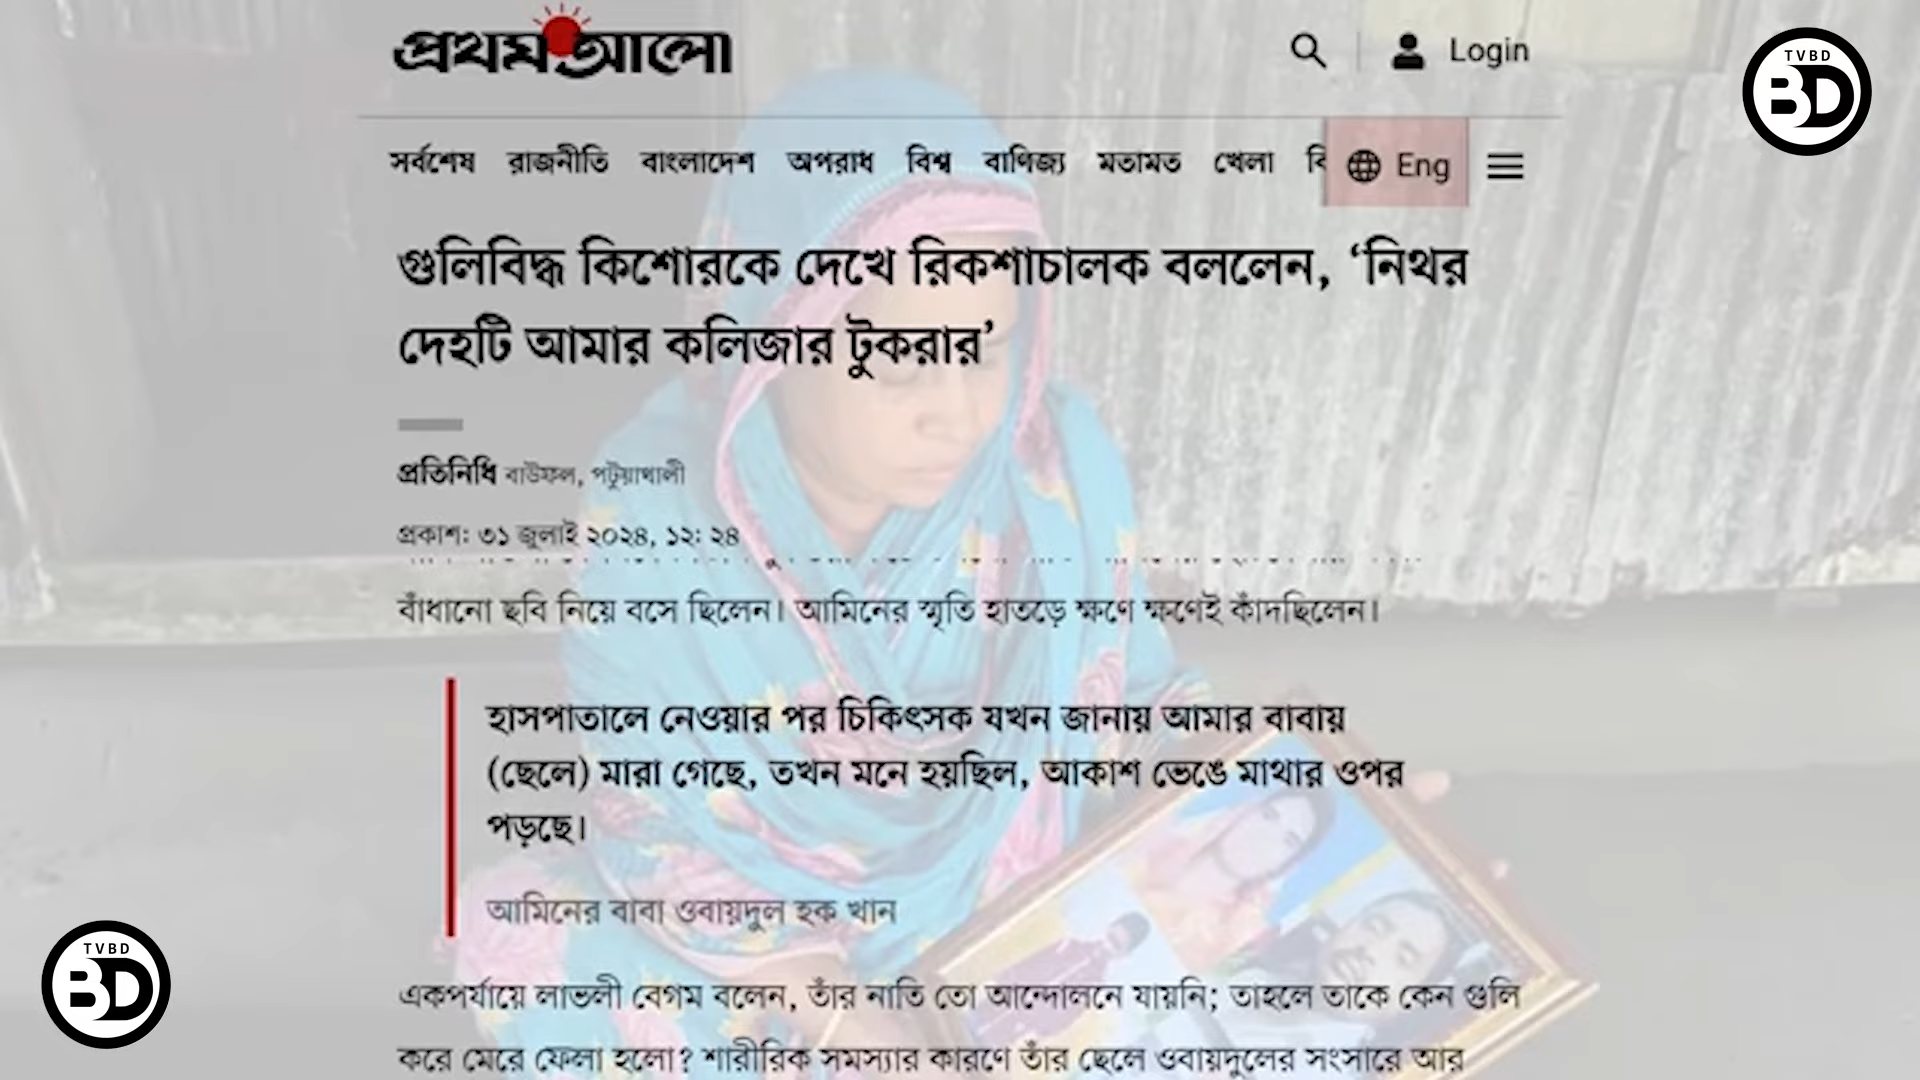 প্রথম আলো
Login
TVBD
BD
সর্বশেষ রাজনীতি বাংলাদেশ অপরাধ বিশ্ব বাণিজ্য মতামত খেলা বি
Eng
গুলিবিদ্ধ কিশোরকে দেখে রিকশাচালক বললেন, ‘নিথর
দেহটি আমার কলিজার টুকরার’
প্রতিনিধি বাউফল, পটুয়াখালী
প্রকাশ: ৩১ জুলাই ২০২৪, ১২: ২৪
বাঁধানো ছবি নিয়ে বসে ছিলেন। আমিনের স্মৃতি হাতড়ে ক্ষণে ক্ষণেই কাঁদছিলেন।
হাসপাতালে নেওয়ার পর চিকিৎসক যখন জানায় আমার বাবায়
(ছেলে) মারা গেছে, তখন মনে হয়ছিল, আকাশ ভেঙে মাথার ওপর
পড়ছে।
আমিনের বাবা ওবায়দুল হক খান
TVBD
BD
একপর্যায়ে লাভলী বেগম বলেন, তাঁর নাতি তো আন্দোলনে যায়নি; তাহলে তাকে কেন গুলি
করে মেরে ফেলা হলো? শারীরিক সমস্যার কারণে তাঁর ছেলে ওবায়দুলের সংসারে আর